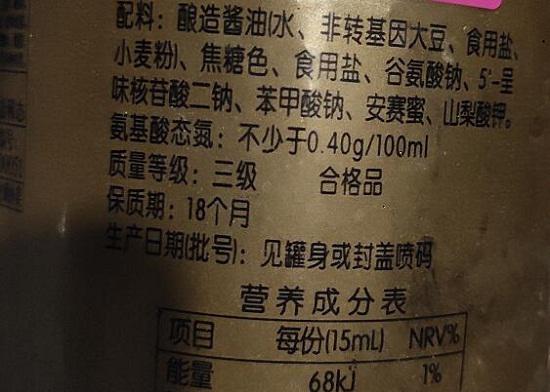 配料：酿造酱油(水、非转基因大豆、食用盐、
小麦粉)、焦糖色、食用盐、谷氨酸钠、5'-呈
味核苷酸二钠、苯甲酸钠、安赛蜜、山梨酸钾。
氨基酸态氮：不少于0.40g/100ml
质量等级：三级 合格品
保质期：18个月
生产日期(批号)：见罐身或封盖喷码
营养成分表
项目 每份(15mL) NRV%
能量 68kJ 1%